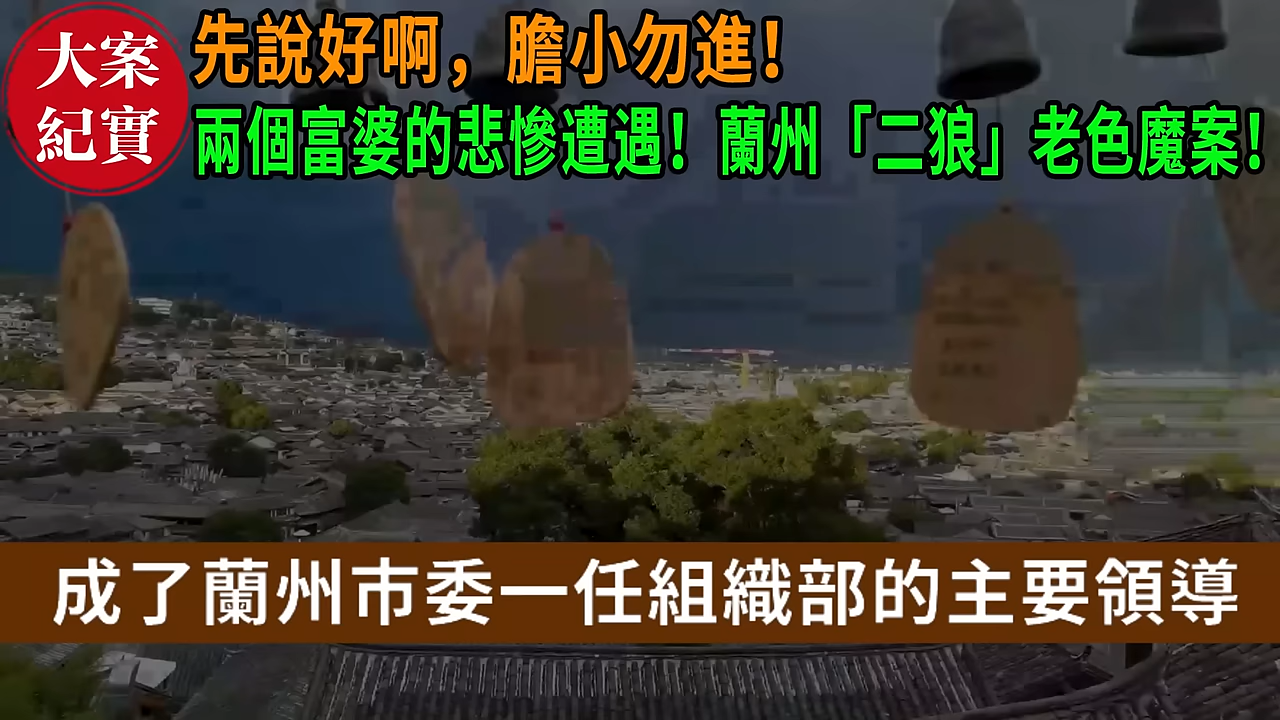 大案
紀實
先說好啊，膽小勿進！
兩個富婆的悲慘遭遇！蘭州「二狼」老色魔案！
成了蘭州市委一任組織部的主要領導